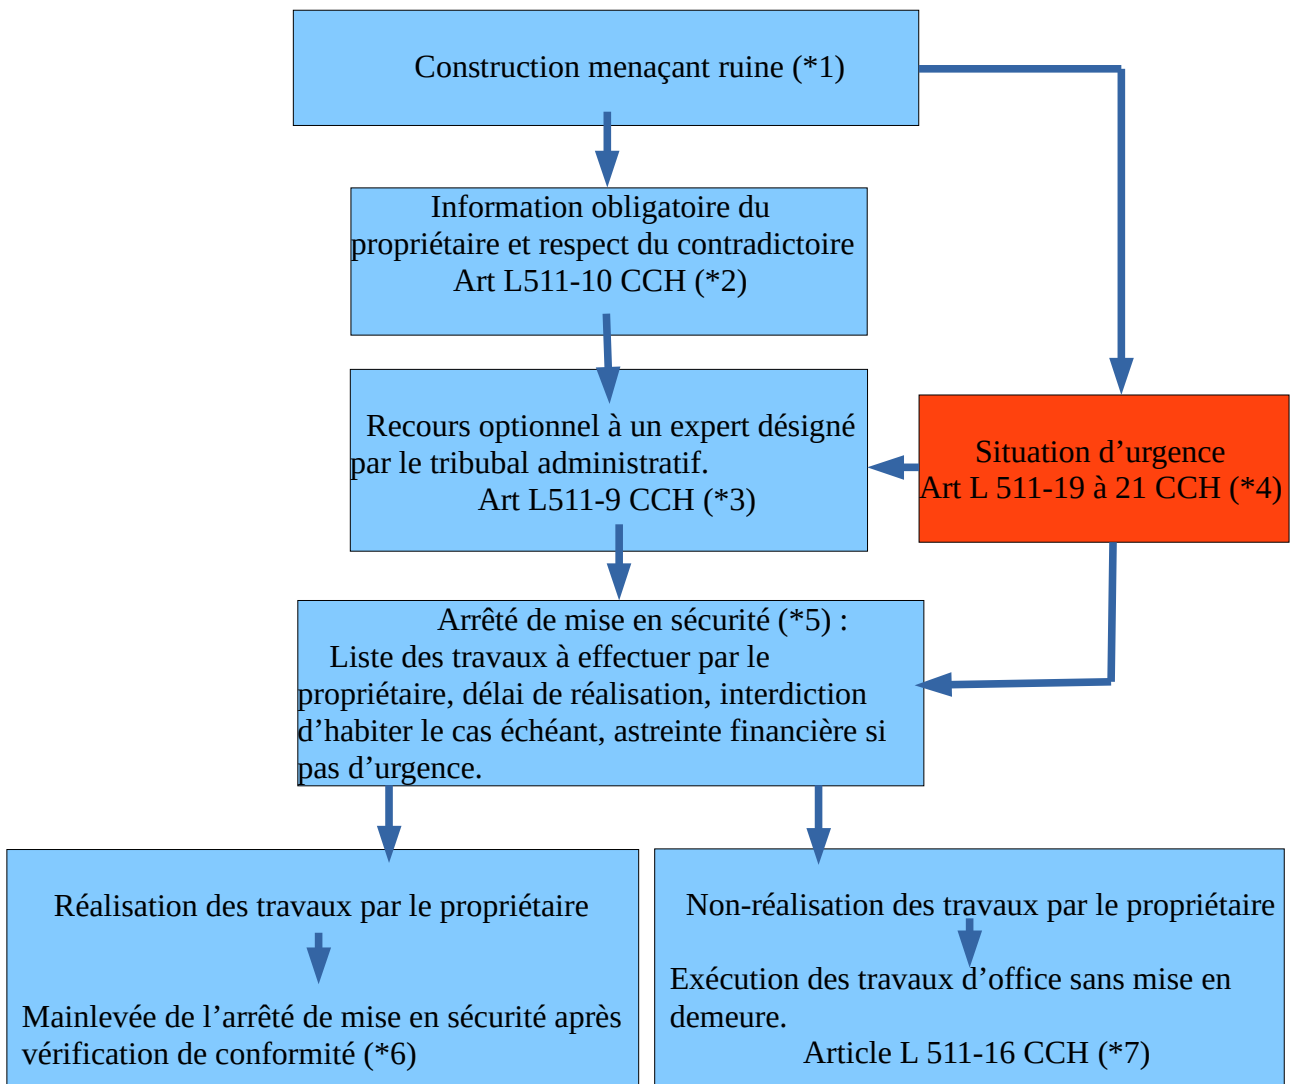 Construction menaçant ruine (*1)
Information obligatoire du
propriétaire et respect du contradictoire
Art L511-10 CCH (*2)
Recours optionnel à un expert désigné
par le tribubal administratif.
Art L511-9 CCH (*3)
Situation d’urgence
Art L 511-19 à 21 CCH (*4)
Arrêté de mise en sécurité (*5) :
Liste des travaux à effectuer par le
propriétaire, délai de réalisation, interdiction
d’habiter le cas échéant, astreinte financière si
pas d’urgence.
Réalisation des travaux par le propriétaire
Mainlevée de l’arrêté de mise en sécurité après
vérification de conformité (*6)
Non-réalisation des travaux par le propriétaire
Exécution des travaux d’office sans mise en
demeure.
Article L 511-16 CCH (*7)